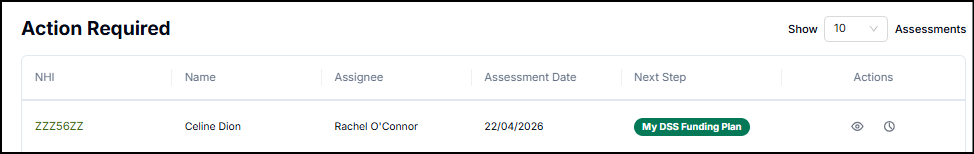 Action Required
Show 10 Assessments
NHI Name Assignee Assessment Date Next Step Actions
ZZZ56ZZ Celine Dion Rachel O'Connor 22/04/2026 My DSS Funding Plan